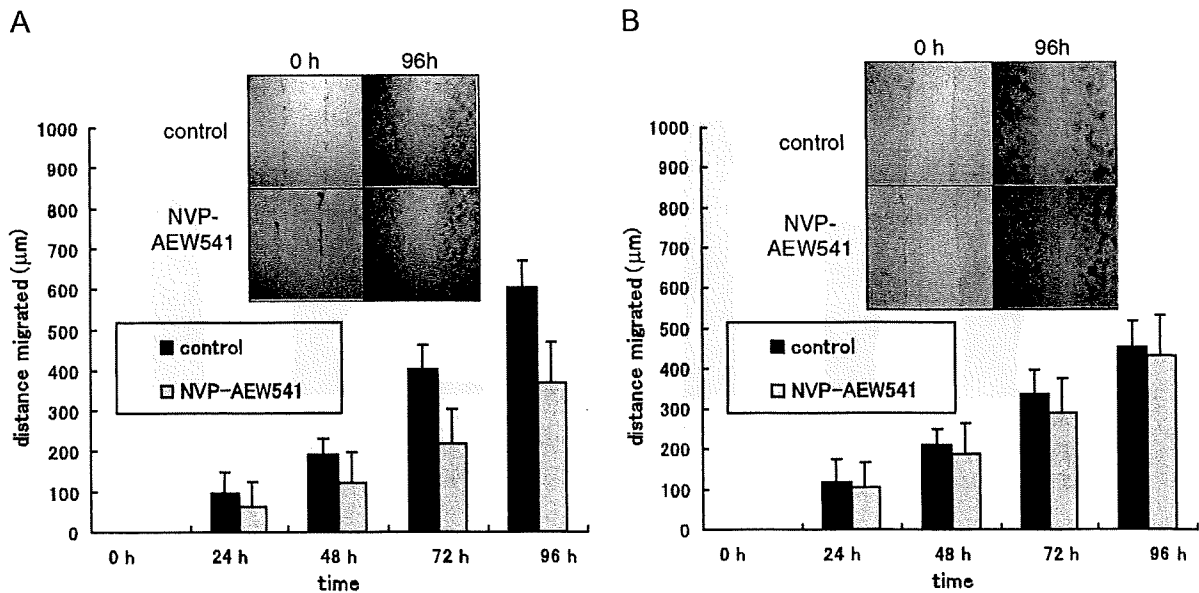 A
0 h 96h
control
NVP-
AEW541
1000
900
800
700
600
500
400
300
200
100
0
distance migrated (μm)
control
NVP-AEW541
0 h 24 h 48 h 72 h 96 h
time
B
0 h 96h
control
NVP-
AEW541
1000
900
800
700
600
500
400
300
200
100
0
distance migrated (μm)
control
NVP-AEW541
0 h 24 h 48 h 72 h 96 h
time